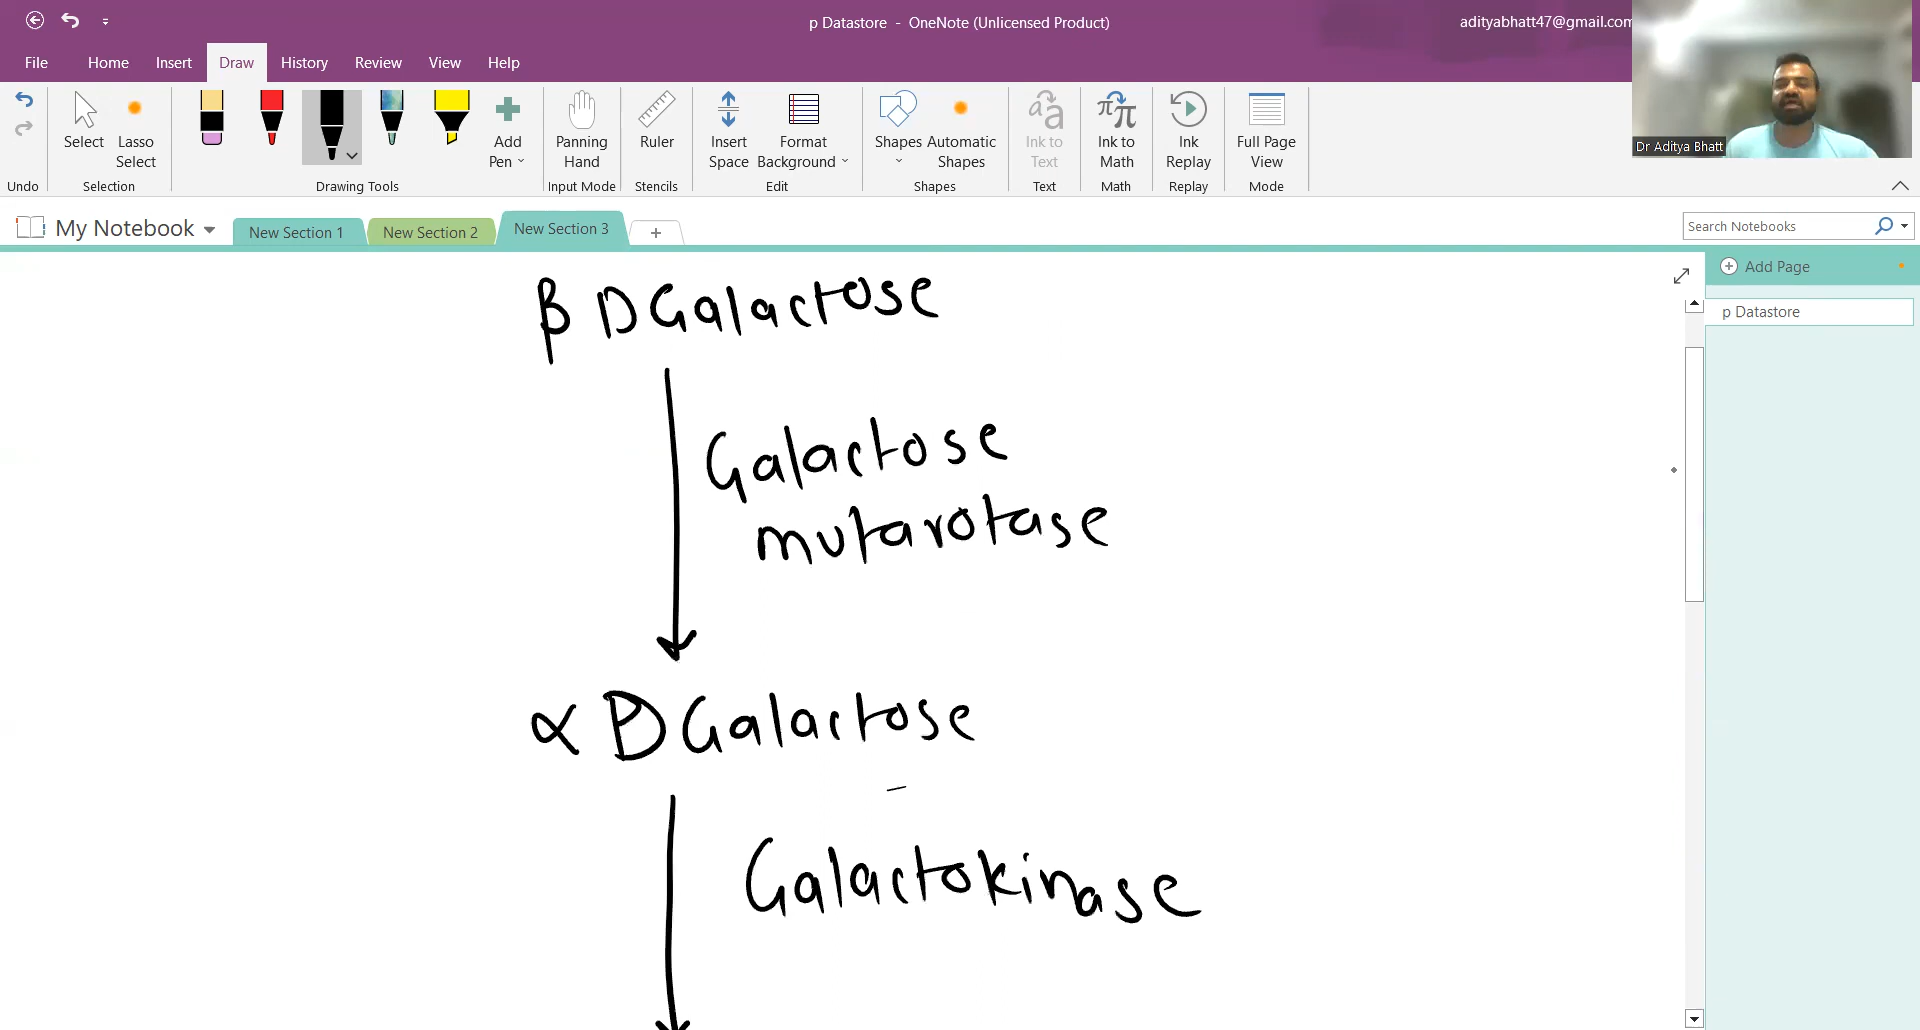 p Datastore - OneNote (Unlicensed Product)
adityabhatt47@gmail.com
File Home Insert Draw History Review View Help
Dr Aditya Bhatt
Select
Lasso Select
Add Pen
Panning Hand
Ruler
Insert Space
Format Background
Shapes
Automatic Shapes
Ink to Text
Ink to Math
Ink Replay
Full Page View
Undo
Selection
Drawing Tools
Input Mode
Stencils
Edit
Shapes
Text
Math
Replay
Mode
My Notebook
New Section 1
New Section 2
New Section 3
+
Search Notebooks
Add Page
p Datastore
β D Galactose
Galactose
mutarotase
α D Galactose
Galactokinase